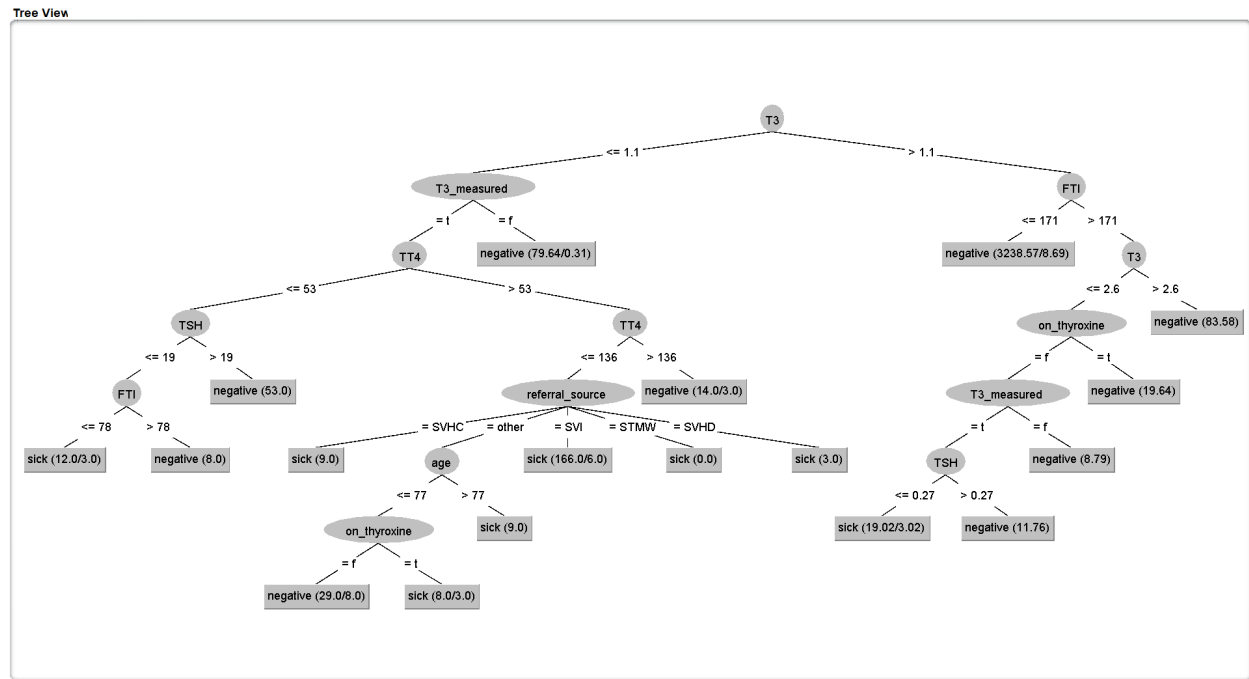 Tree View
T3
<= 1.1 > 1.1
T3_measured FTI
= t = f <= 171 > 171
TT4 negative (79.64/0.31) negative (3238.57/8.69) T3
<= 53 > 53 <= 2.6 > 2.6
TSH TT4 on_thyroxine negative (83.58)
<= 19 > 19 <= 136 > 136 = f = t
FTI negative (53.0) referral_source negative (14.0/3.0) T3_measured negative (19.64)
<= 78 > 78 = SVHC = other = SVI = STMW = SVHD = t = f
sick (12.0/3.0) negative (8.0) sick (9.0) age sick (166.0/6.0) sick (0.0) sick (3.0) TSH negative (8.79)
<= 77 > 77 <= 0.27 > 0.27
on_thyroxine sick (9.0) sick (19.02/3.02) negative (11.76)
= f = t
negative (29.0/8.0) sick (8.0/3.0)